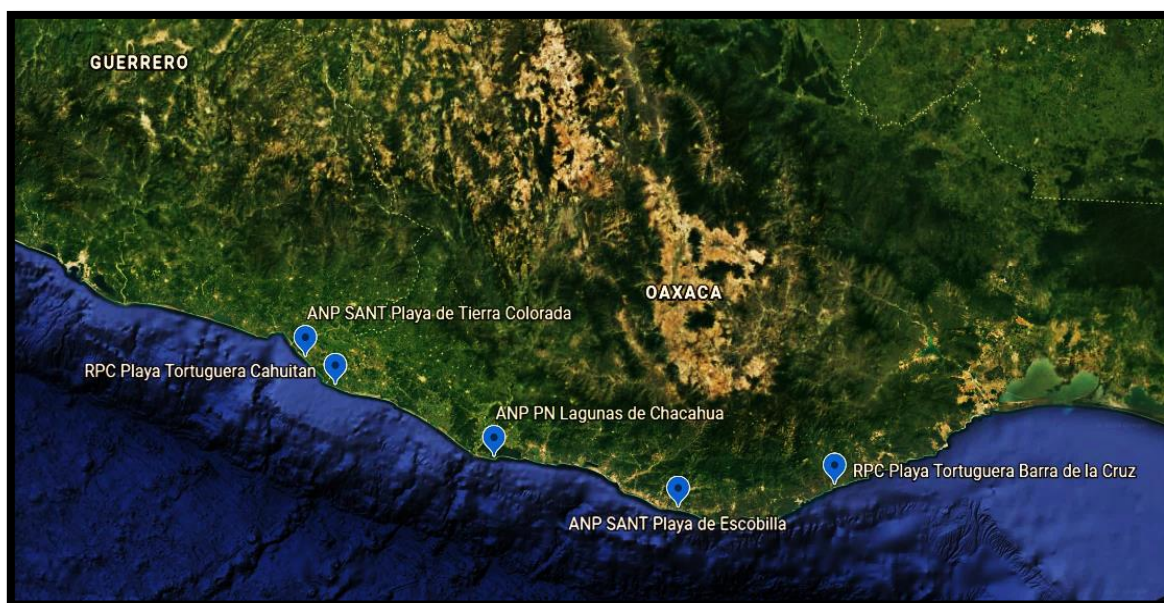 GUERRERO
OAXACA
ANP SANT Playa de Tierra Colorada
RPC Playa Tortuguera Cahuitan
ANP PN Lagunas de Chacahua
RPC Playa Tortuguera Barra de la Cruz
ANP SANT Playa de Escobilla